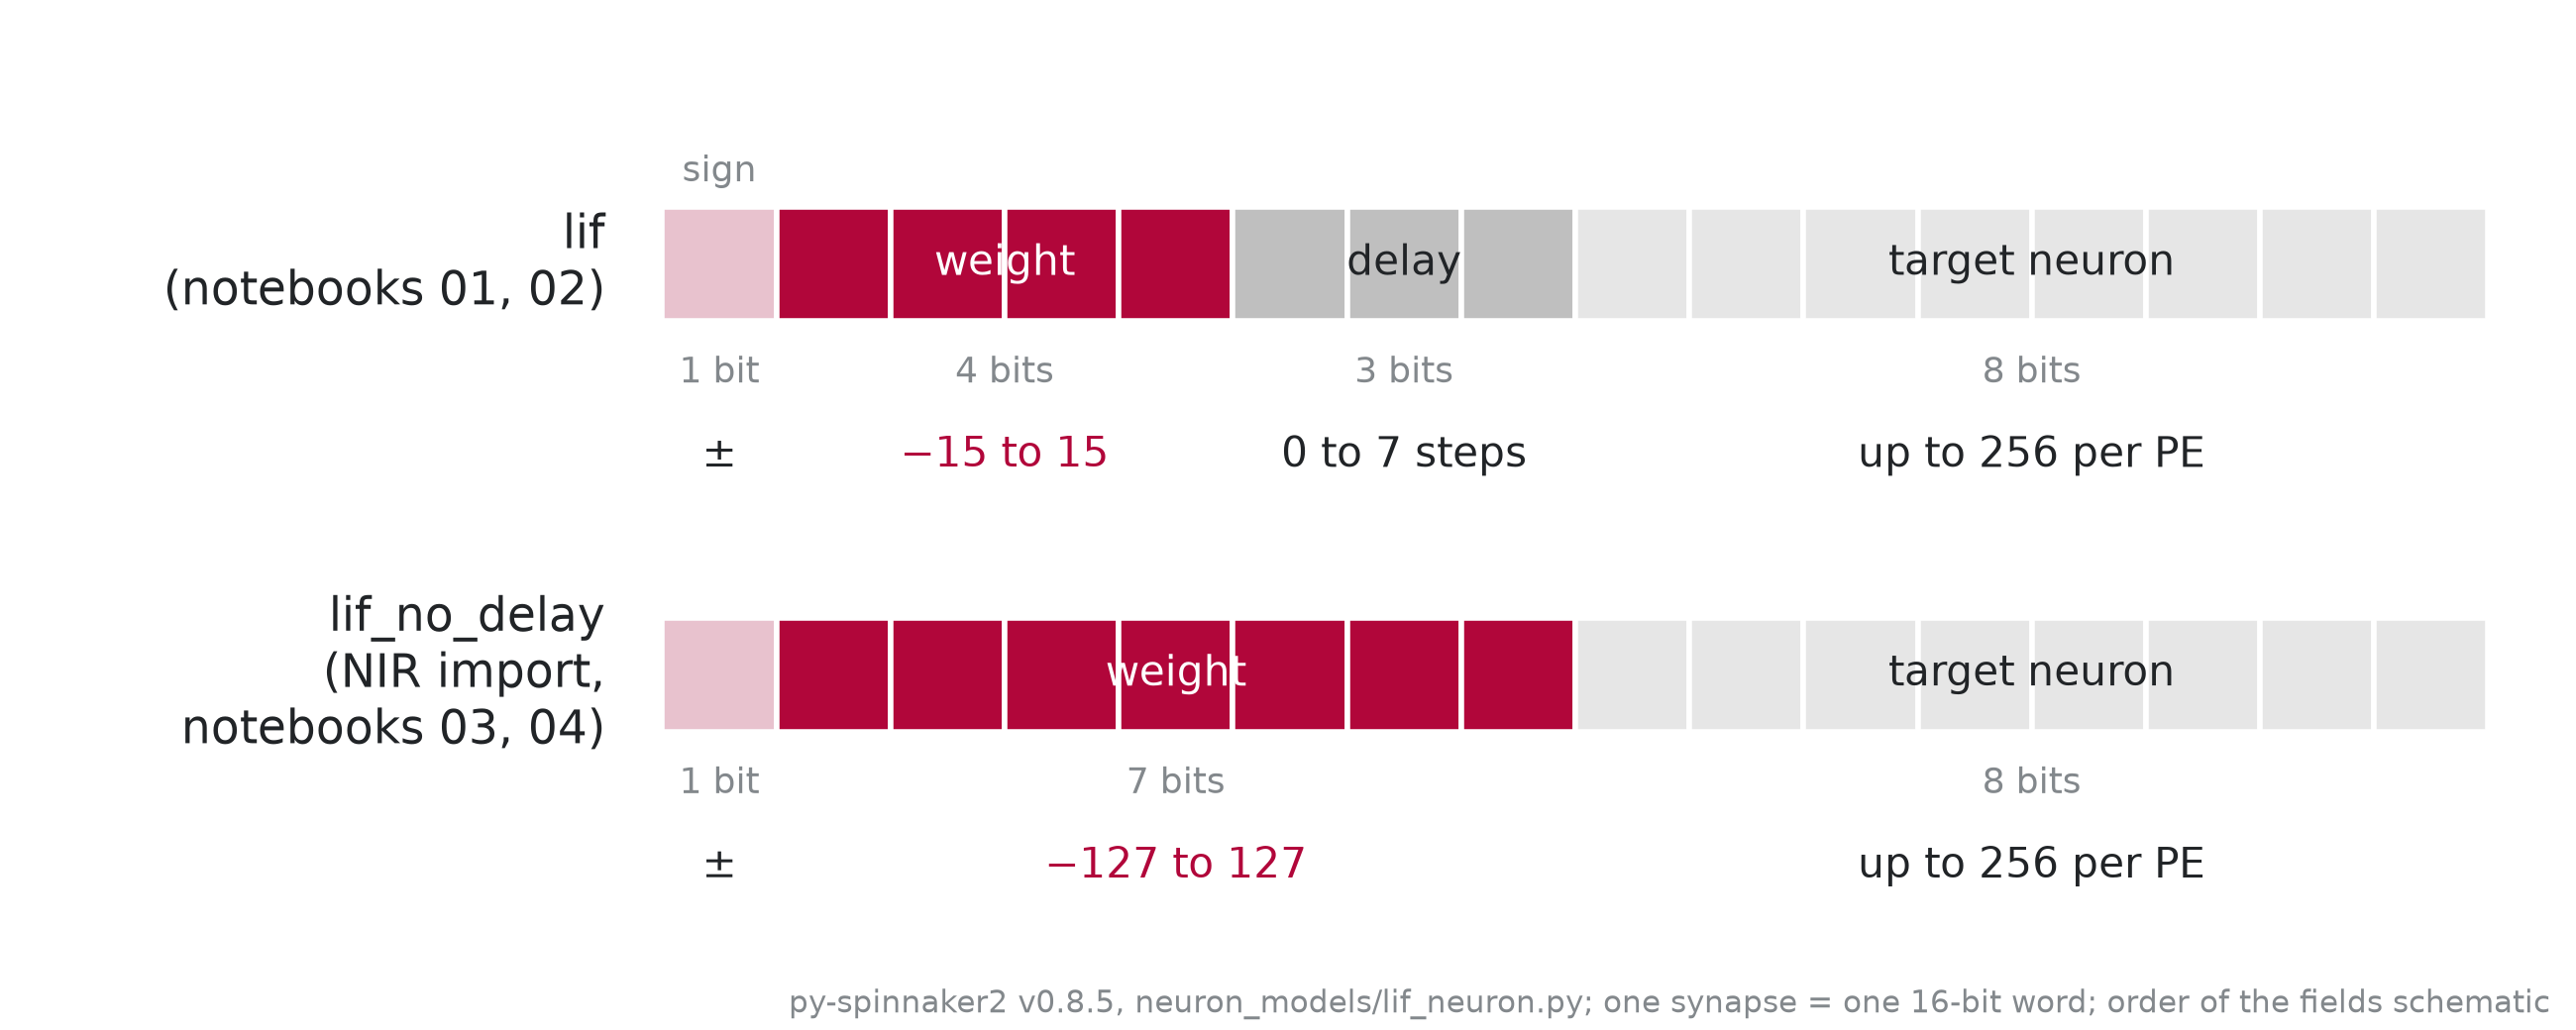 sign
lif
(notebooks 01, 02)
weight
delay
target neuron
1 bit
4 bits
3 bits
8 bits
±
−15 to 15
0 to 7 steps
up to 256 per PE
lif_no_delay
(NIR import,
notebooks 03, 04)
weight
target neuron
1 bit
7 bits
8 bits
±
−127 to 127
up to 256 per PE
py-spinnaker2 v0.8.5, neuron_models/lif_neuron.py; one synapse = one 16-bit word; order of the fields schematic